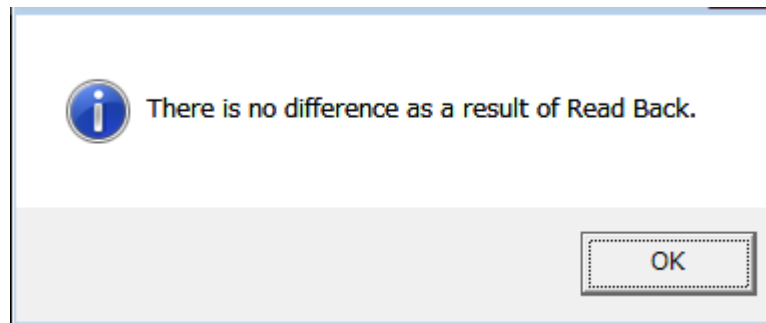 There is no difference as a result of Read Back.
OK